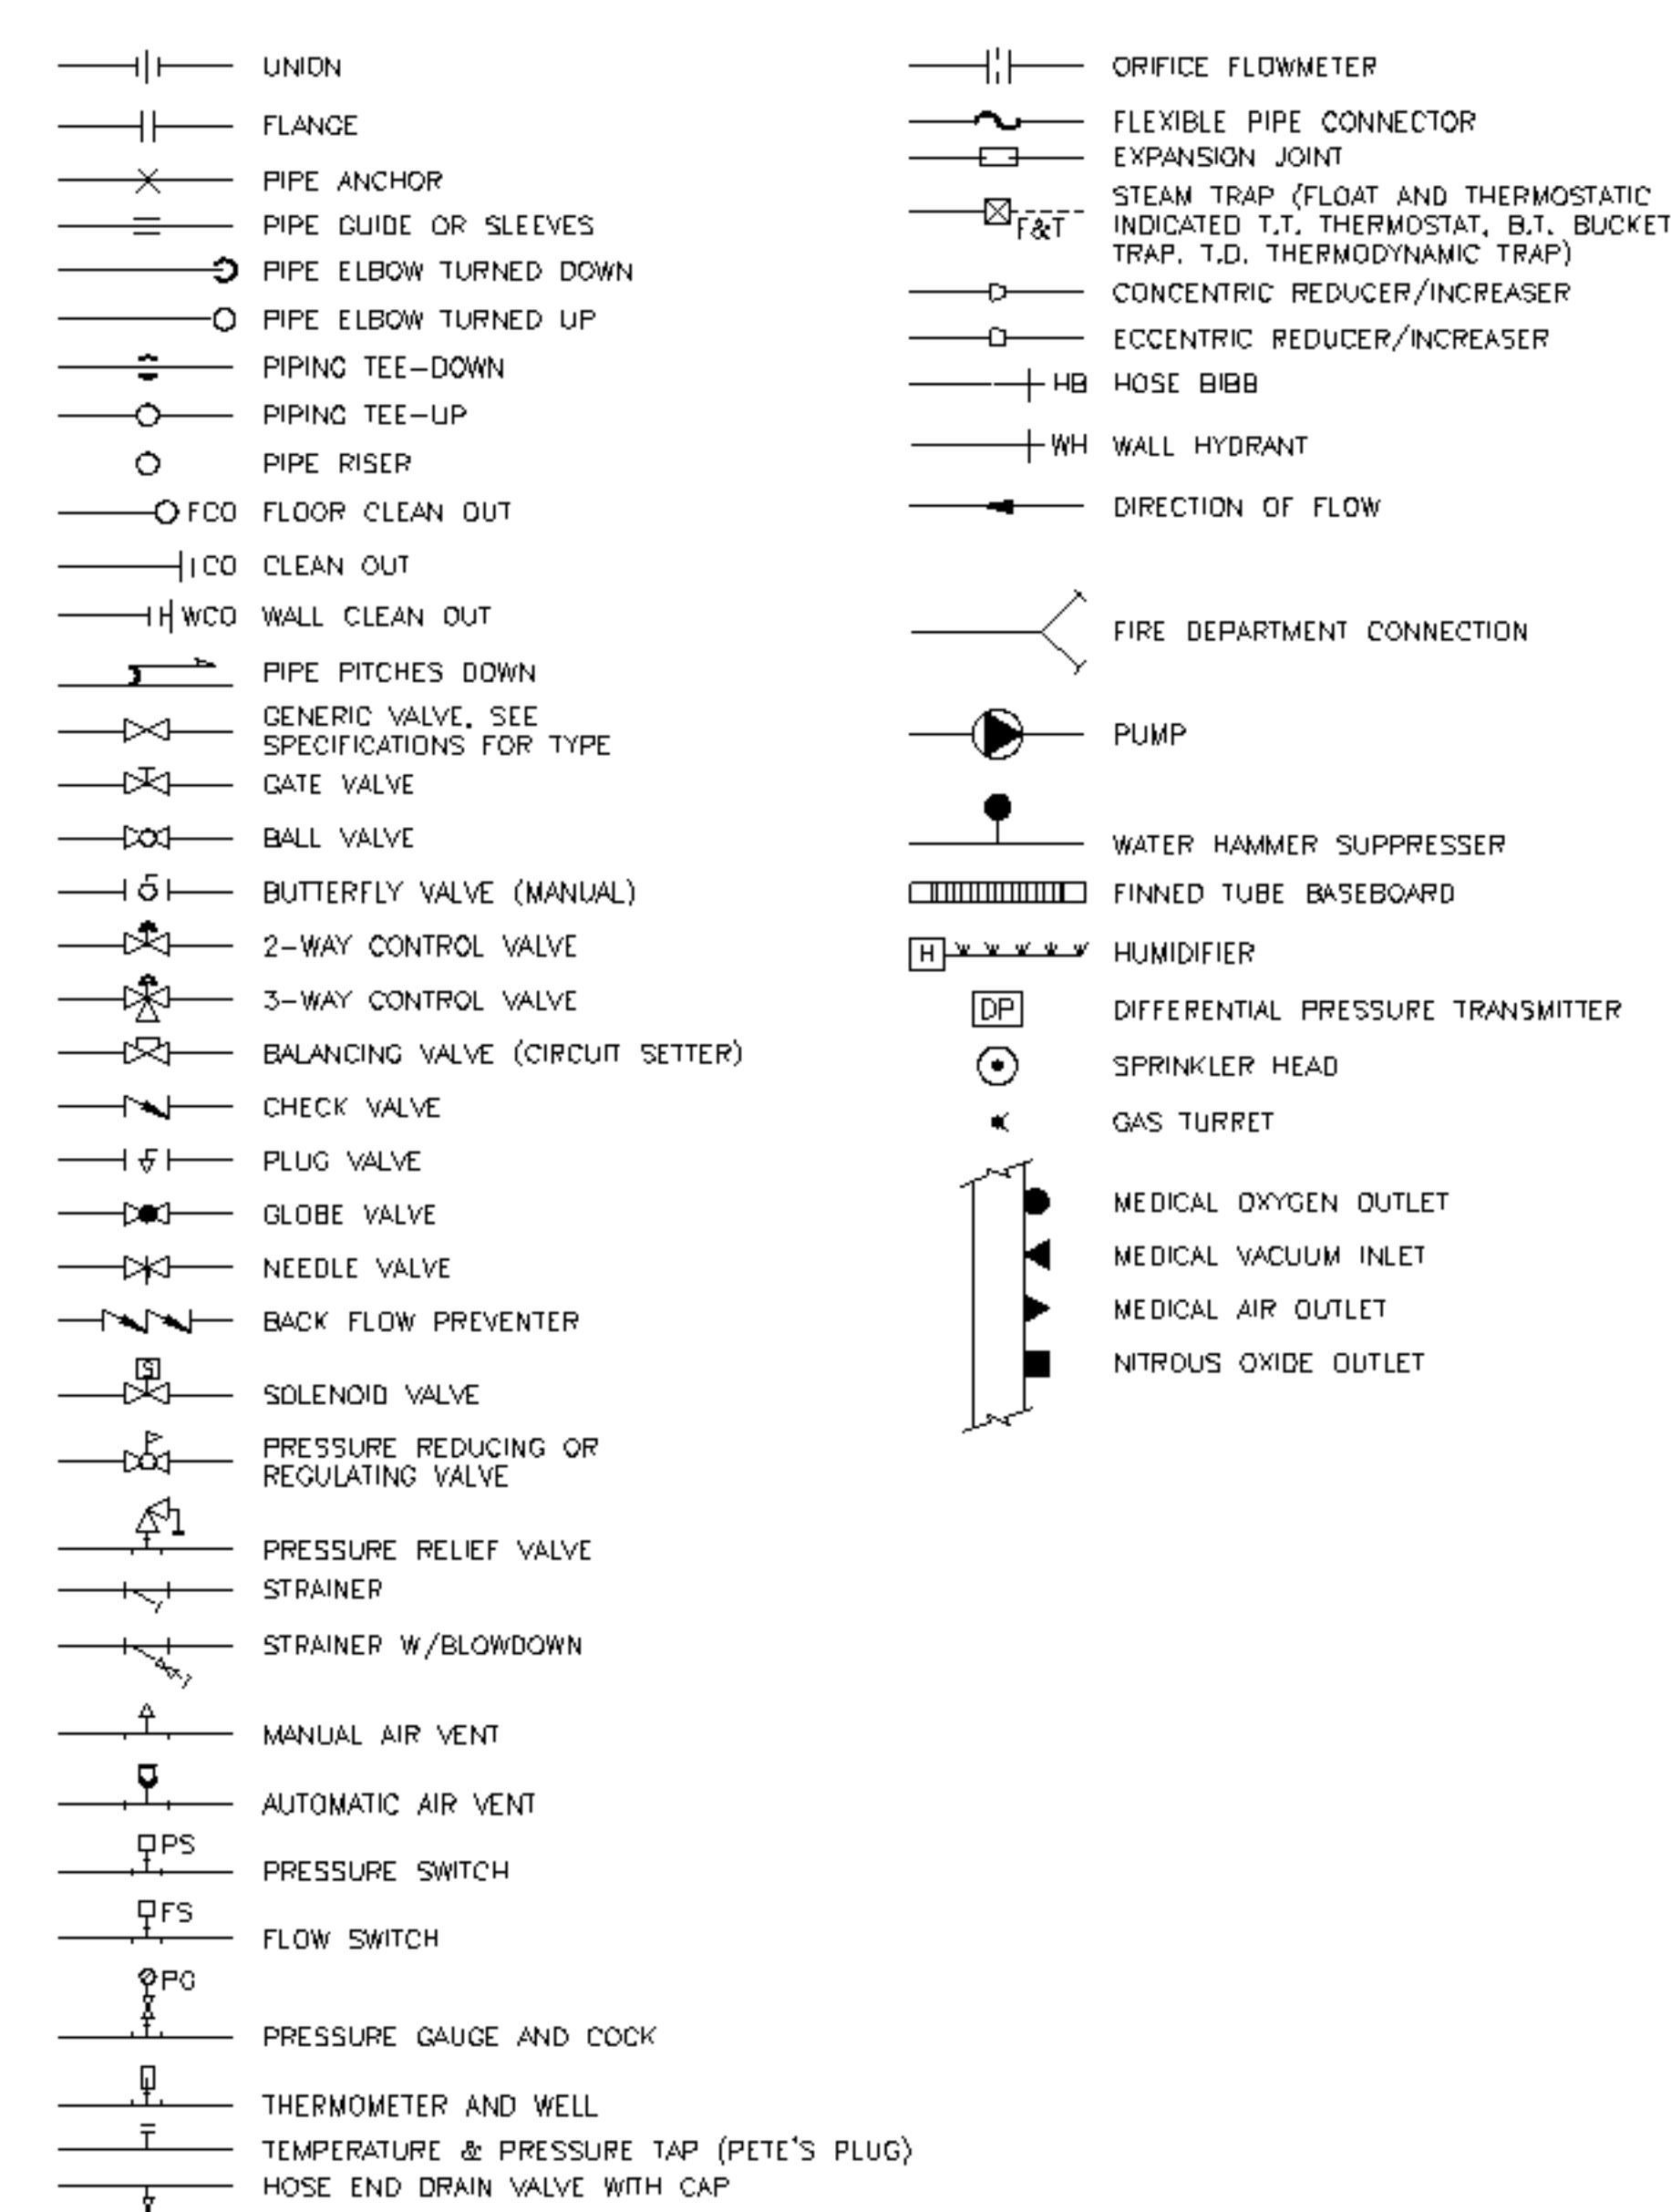 UNION
FLANGE
PIPE ANCHOR
PIPE GUIDE OR SLEEVES
PIPE ELBOW TURNED DOWN
PIPE ELBOW TURNED UP
PIPING TEE-DOWN
PIPING TEE-UP
PIPE RISER
FCO FLOOR CLEAN OUT
CO CLEAN OUT
WCO WALL CLEAN OUT
PIPE PITCHES DOWN
GENERIC VALVE, SEE
SPECIFICATIONS FOR TYPE
GATE VALVE
BALL VALVE
BUTTERFLY VALVE (MANUAL)
2-WAY CONTROL VALVE
3-WAY CONTROL VALVE
BALANCING VALVE (CIRCUIT SETTER)
CHECK VALVE
PLUG VALVE
GLOBE VALVE
NEEDLE VALVE
BACK FLOW PREVENTER
S
SOLENOID VALVE
PRESSURE REDUCING OR
REGULATING VALVE
PRESSURE RELIEF VALVE
STRAINER
STRAINER W/BLOWDOWN
MANUAL AIR VENT
AUTOMATIC AIR VENT
PS
PRESSURE SWITCH
FS
FLOW SWITCH
PG
PRESSURE GAUGE AND COCK
THERMOMETER AND WELL
TEMPERATURE & PRESSURE TAP (PETE'S PLUG)
HOSE END DRAIN VALVE WITH CAP
ORIFICE FLOWMETER
FLEXIBLE PIPE CONNECTOR
EXPANSION JOINT
STEAM TRAP (FLOAT AND THERMOSTATIC
F&T INDICATED T.T. THERMOSTAT, B.T. BUCKET
TRAP, T.D. THERMODYNAMIC TRAP)
CONCENTRIC REDUCER/INCREASER
ECCENTRIC REDUCER/INCREASER
HB HOSE BIBB
WH WALL HYDRANT
DIRECTION OF FLOW
FIRE DEPARTMENT CONNECTION
PUMP
WATER HAMMER SUPPRESSER
FINNED TUBE BASEBOARD
H HUMIDIFIER
DP DIFFERENTIAL PRESSURE TRANSMITTER
SPRINKLER HEAD
GAS TURRET
MEDICAL OXYGEN OUTLET
MEDICAL VACUUM INLET
MEDICAL AIR OUTLET
NITROUS OXIDE OUTLET